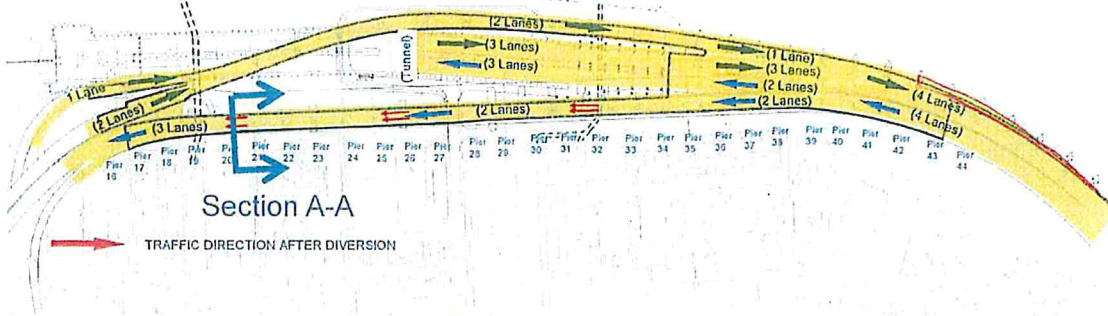 (2 Lanes)
(Tunnel)
(3 Lanes)
(3 Lanes)
(1 Lane)
(3 Lanes)
(2 Lanes)
(2 Lanes)
(4 Lanes)
(4 Lanes)
1 Lane
(2 Lanes)
(3 Lanes)
(2 Lanes)
Pier 16
Pier 17
Pier 18
Pier 19
Pier 20
Pier 21
Pier 22
Pier 23
Pier 24
Pier 25
Pier 26
Pier 27
Pier 28
Pier 29
Pier 30
Pier 31
Pier 32
Pier 33
Pier 34
Pier 35
Pier 36
Pier 37
Pier 38
Pier 39
Pier 40
Pier 41
Pier 42
Pier 43
Pier 44
Section A-A
TRAFFIC DIRECTION AFTER DIVERSION